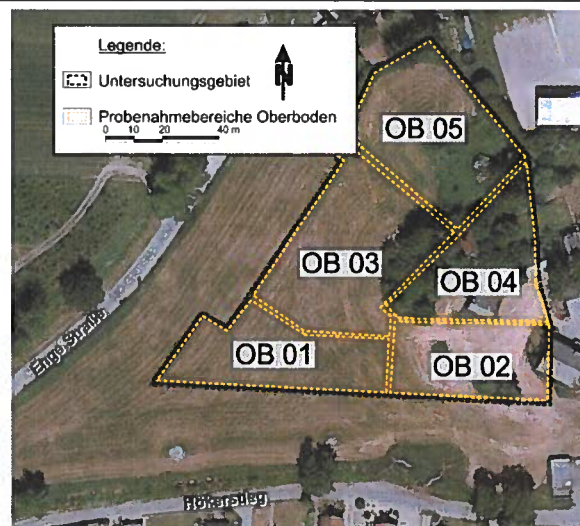 Legende:
N
Untersuchungsgebiet
Probenahmebereiche Oberboden
0 10 20 40 m
OB 05
OB 03
OB 04
OB 01
OB 02
Enge Straße
Hökerstieg